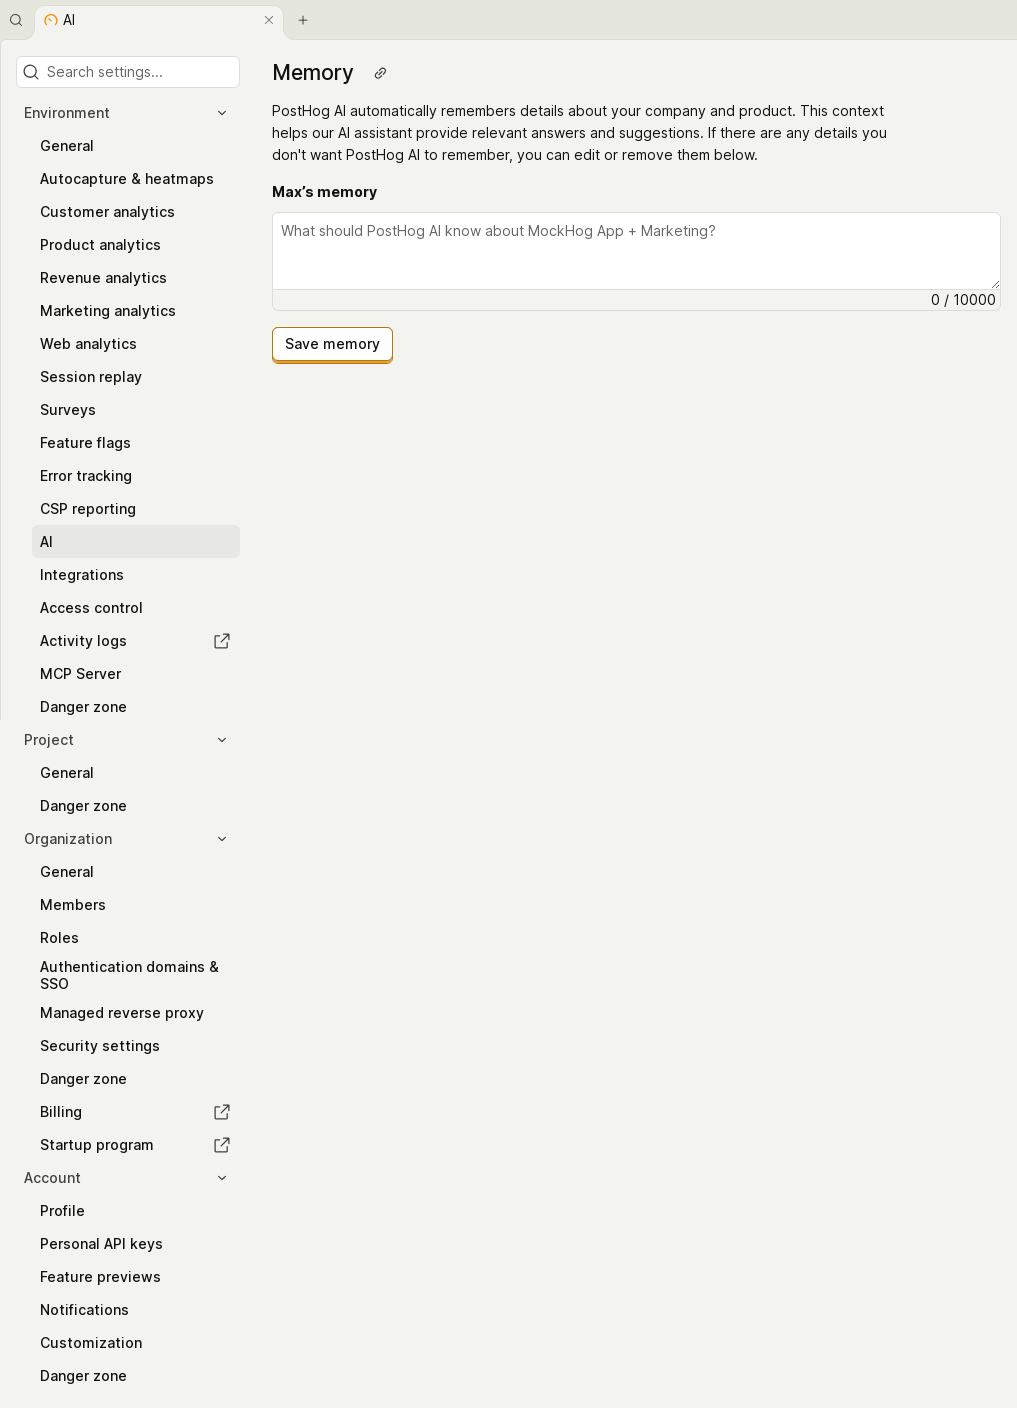 AI
Search settings...
Environment
General
Autocapture & heatmaps
Customer analytics
Product analytics
Revenue analytics
Marketing analytics
Web analytics
Session replay
Surveys
Feature flags
Error tracking
CSP reporting
AI
Integrations
Access control
Activity logs
MCP Server
Danger zone
Project
General
Danger zone
Organization
General
Members
Roles
Authentication domains &
SSO
Managed reverse proxy
Security settings
Danger zone
Billing
Startup program
Account
Profile
Personal API keys
Feature previews
Notifications
Customization
Danger zone
Memory
PostHog AI automatically remembers details about your company and product. This context
helps our AI assistant provide relevant answers and suggestions. If there are any details you
don't want PostHog AI to remember, you can edit or remove them below.
Max’s memory
What should PostHog AI know about MockHog App + Marketing?
0 / 10000
Save memory